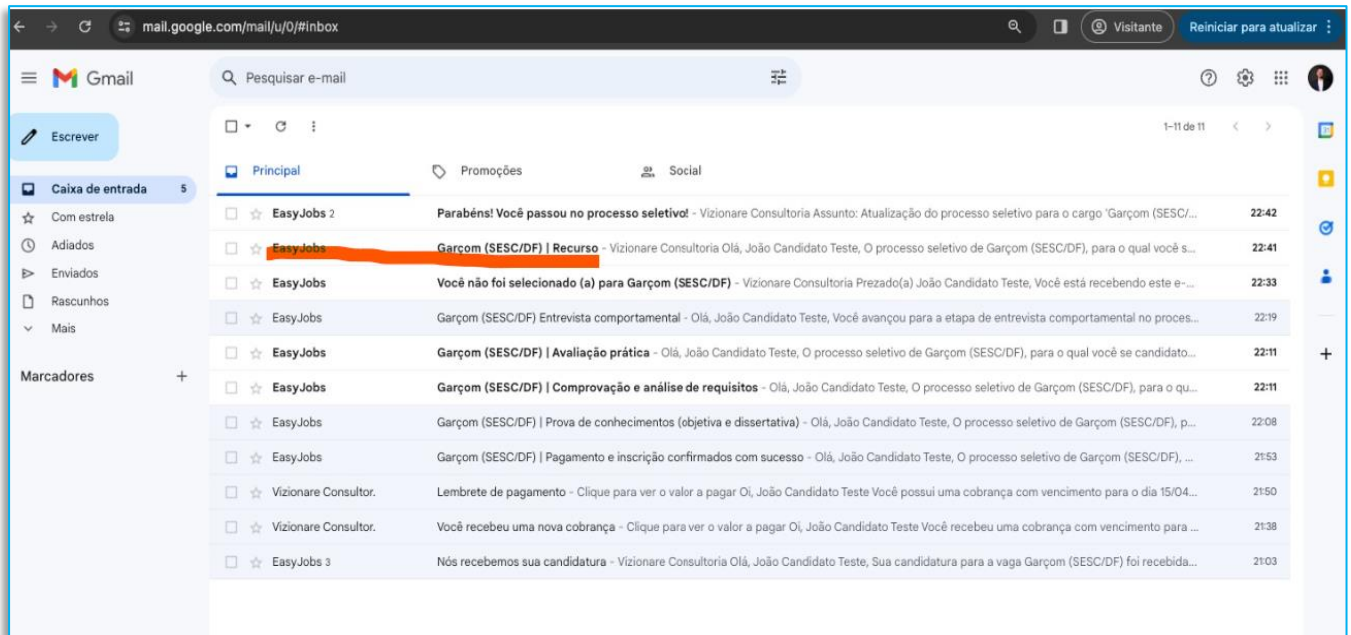 mail.google.com/mail/u/0/#inbox
Visitante
Reiniciar para atualizar
Gmail
Pesquisar e-mail
Escrever
1–11 de 11
Principal
Promoções
Social
Caixa de entrada 5
Com estrela
Adiados
Enviados
Rascunhos
Mais
Marcadores
EasyJobs 2 Parabéns! Você passou no processo seletivo! - Vizionare Consultoria Assunto: Atualização do processo seletivo para o cargo 'Garçom (SESC/... 22:42
EasyJobs Garçom (SESC/DF) | Recurso - Vizionare Consultoria Olá, João Candidato Teste, O processo seletivo de Garçom (SESC/DF), para o qual você s... 22:41
EasyJobs Você não foi selecionado (a) para Garçom (SESC/DF) - Vizionare Consultoria Prezado(a) João Candidato Teste, Você está recebendo este e-... 22:33
EasyJobs Garçom (SESC/DF) Entrevista comportamental - Olá, João Candidato Teste, Você avançou para a etapa de entrevista comportamental no proces... 22:19
EasyJobs Garçom (SESC/DF) | Avaliação prática - Olá, João Candidato Teste, O processo seletivo de Garçom (SESC/DF), para o qual você se candidato... 22:11
EasyJobs Garçom (SESC/DF) | Comprovação e análise de requisitos - Olá, João Candidato Teste, O processo seletivo de Garçom (SESC/DF), para o qu... 22:11
EasyJobs Garçom (SESC/DF) | Prova de conhecimentos (objetiva e dissertativa) - Olá, João Candidato Teste, O processo seletivo de Garçom (SESC/DF), p... 22:08
EasyJobs Garçom (SESC/DF) | Pagamento e inscrição confirmados com sucesso - Olá, João Candidato Teste, O processo seletivo de Garçom (SESC/DF), ... 21:53
Vizionare Consultor. Lembrete de pagamento - Clique para ver o valor a pagar Oi, João Candidato Teste Você possui uma cobrança com vencimento para o dia 15/04... 21:50
Vizionare Consultor. Você recebeu uma nova cobrança - Clique para ver o valor a pagar Oi, João Candidato Teste Você recebeu uma cobrança com vencimento para ... 21:38
EasyJobs 3 Nós recebemos sua candidatura - Vizionare Consultoria Olá, João Candidato Teste, Sua candidatura para a vaga Garçom (SESC/DF) foi recebida... 21:03